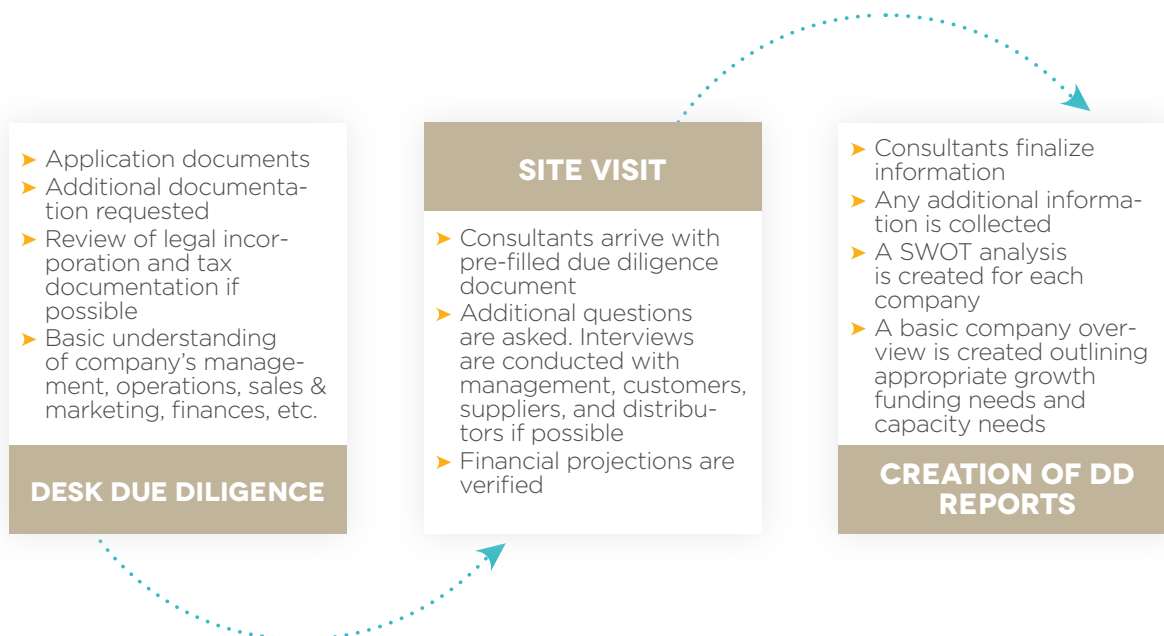 Application documents
Additional documenta-
tion requested
Review of legal incor-
poration and tax
documentation if
possible
Basic understanding
of company’s manage-
ment, operations, sales &
marketing, finances, etc.
DESK DUE DILIGENCE
SITE VISIT
Consultants arrive with
pre-filled due diligence
document
Additional questions
are asked. Interviews
are conducted with
management, customers,
suppliers, and distribu-
tors if possible
Financial projections are
verified
Consultants finalize
information
Any additional informa-
tion is collected
A SWOT analysis
is created for each
company
A basic company over-
view is created outlining
appropriate growth
funding needs and
capacity needs
CREATION OF DD
REPORTS